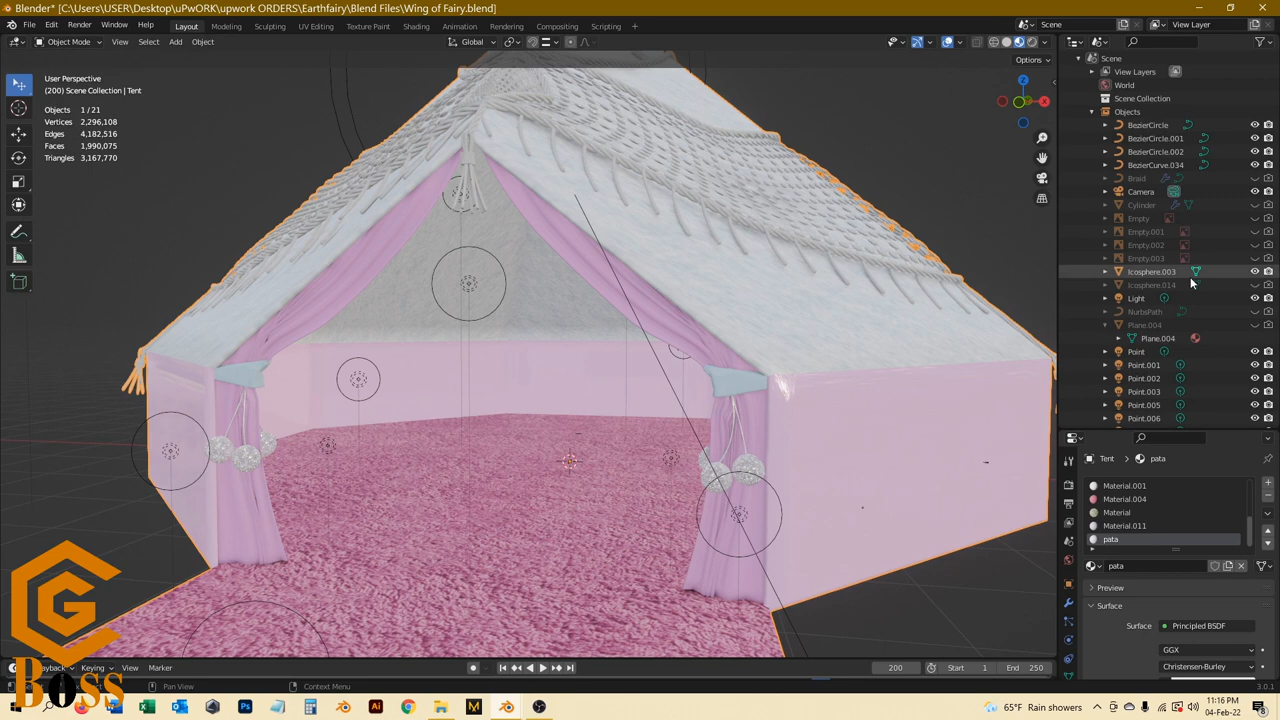 Blender* [C:\Users\USER\Desktop\uPwORK\upwork ORDERS\Earthfairy\Blend Files\Wing of Fairy.blend]
File Edit Render Window Help Layout Modeling Sculpting UV Editing Texture Paint Shading Animation Rendering Compositing Geometry Nodes Scripting Scene View Layer
Object Mode View Select Add Object Global
Options
User Perspective
(200) Scene Collection | Tent
Objects 1 / 21
Vertices 2,296,108
Edges 4,182,516
Faces 1,990,075
Triangles 3,167,770
X
Z
Scene
View Layers
World
Scene Collection
Objects
BezierCircle
BezierCircle.001
BezierCircle.002
BezierCurve.034
Braid
Camera
Cylinder
Empty
Empty.001
Empty.002
Empty.003
Icosphere.003
Icosphere.014
Light
NurbsPath
Plane.004
Plane.004
Point
Point.001
Point.002
Point.003
Point.005
Point.006
Tent pata
Material.001
Material.004
Material
Material.011
pata
pata
Preview
Surface
Surface Principled BSDF
GGX
Christensen-Burley
Playback Keying View Marker
200 Start 1 End 250
Pan View Context Menu 3.0.1
G
BOSS
65°F Rain showers
11:16 PM
04-Feb-22